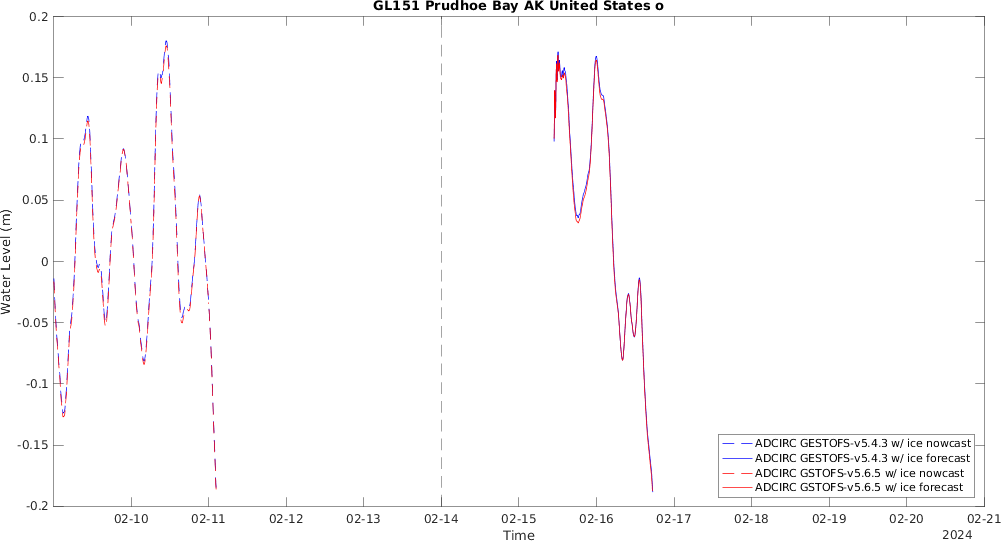 GL151 Prudhoe Bay AK United States o
0.2
0.15
0.1
0.05
0
-0.05
-0.1
-0.15
-0.2
Water Level (m)
02-10 02-11 02-12 02-13 02-14 02-15 02-16 02-17 02-18 02-19 02-20 02-21
Time
2024
ADCIRC GESTOFS-v5.4.3 w/ ice nowcast
ADCIRC GESTOFS-v5.4.3 w/ ice forecast
ADCIRC GSTOFS-v5.6.5 w/ ice nowcast
ADCIRC GSTOFS-v5.6.5 w/ ice forecast